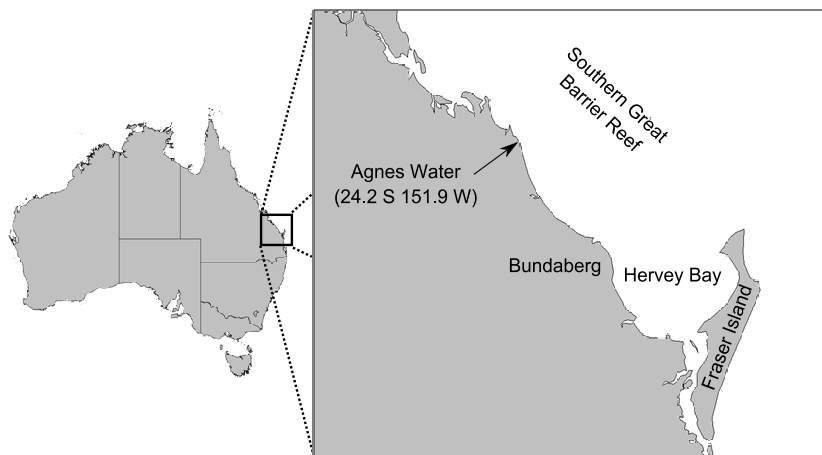 Southern Great
Barrier Reef
Agnes Water
(24.2 S 151.9 W)
Bundaberg
Hervey Bay
Fraser Island